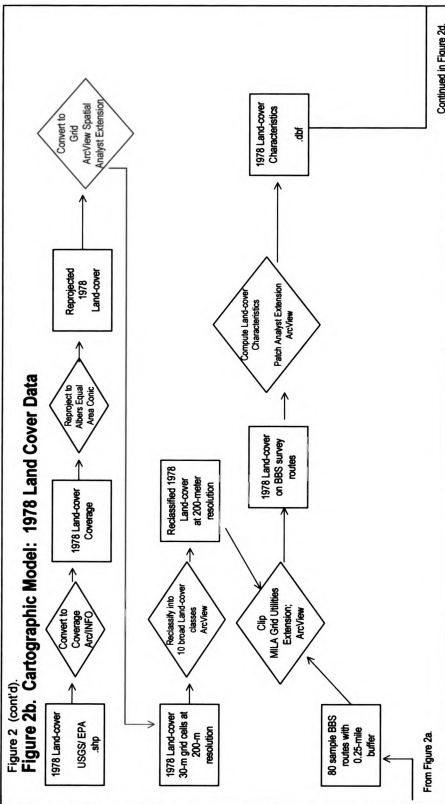 Figure 2 (cont'd).
Figure 2b. Cartographic Model: 1978 Land Cover Data
1978 Land-cover
USGS/ EPA
.shp
Convert to
Coverage
Arc/INFO
1978 Land-cover
Coverage
Reproject to
Albers Equal
Area Conic
Reprojected
1978
Land-cover
Convert to
Grid
ArcView Spatial
Analyst Extension
1978 Land-cover
30-m grid cells at
200-m
resolution
Reclassify into
10 broad Land-cover
classes
ArcView
Reclassified 1978
Land-cover
at 200-meter
resolution
80 sample BBS
routes with
0.25-mile
buffer
Clip
MILA Grid Utilities
Extension;
ArcView
1978 Land-cover
on BBS survey
routes
Compute Land-cover
Characteristics
Patch Analyst Extension
ArcView
1978 Land-cover
Characteristics
.dbf
From Figure 2a.
Continued in Figure 2d.